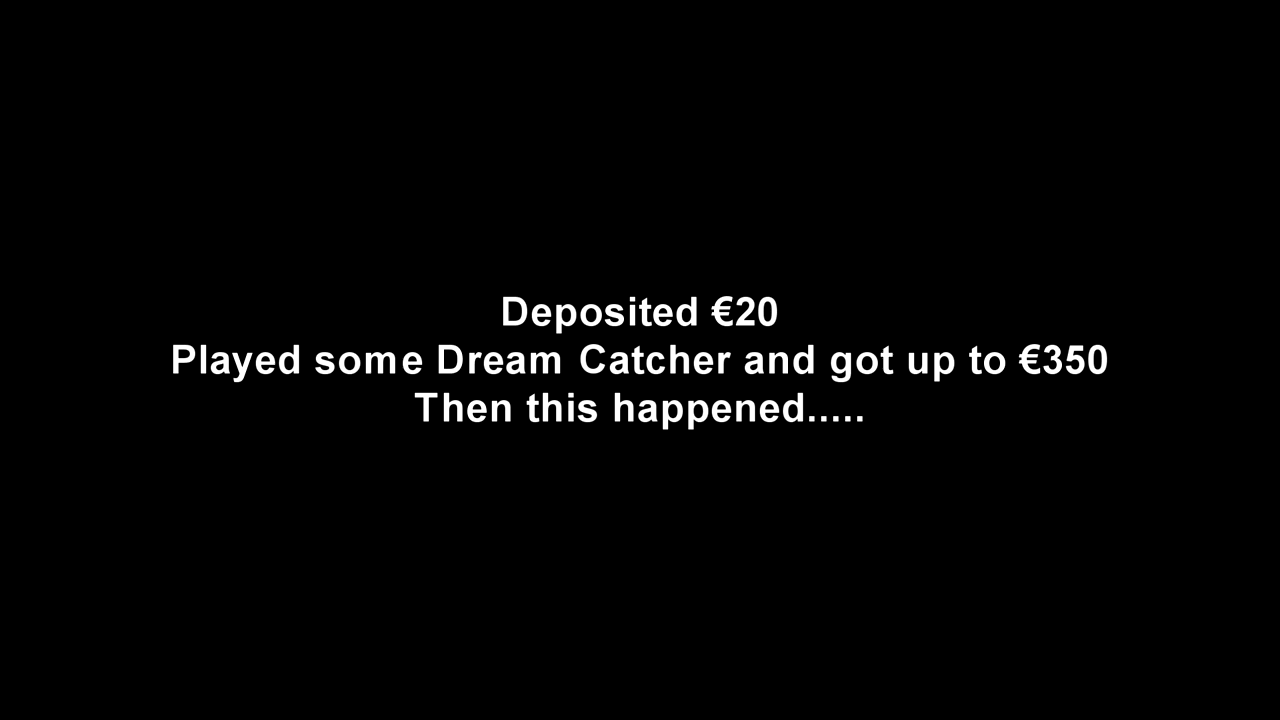 Deposited €20
Played some Dream Catcher and got up to €350
Then this happened.....